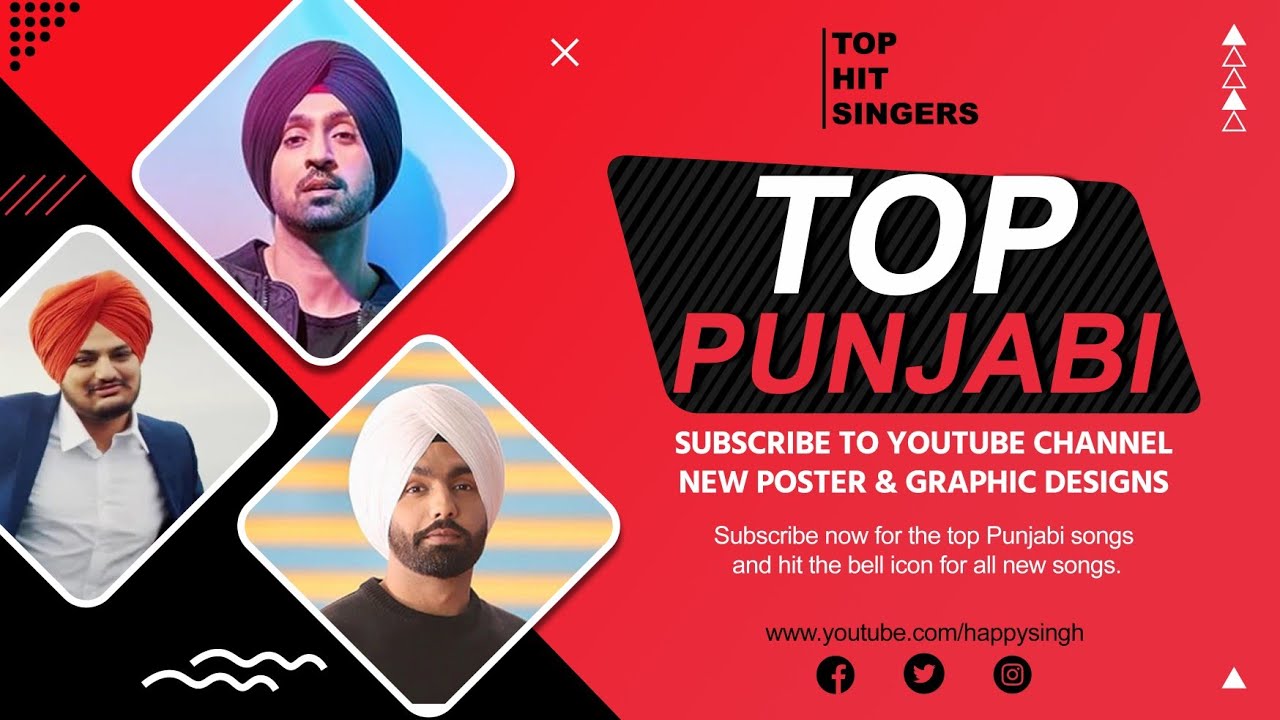 TOP
HIT
SINGERS
TOP
PUNJABI
SUBSCRIBE TO YOUTUBE CHANNEL
NEW POSTER & GRAPHIC DESIGNS
Subscribe now for the top Punjabi songs
and hit the bell icon for all new songs.
www.youtube.com/happysingh